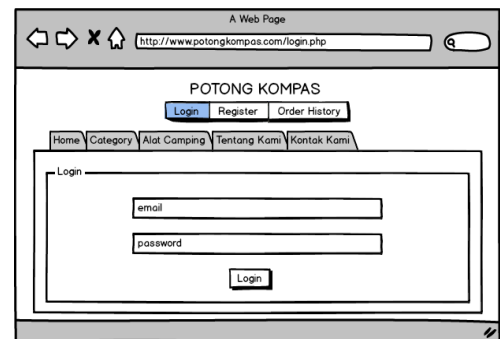 A Web Page
http://www.potongkompas.com/login.php
POTONG KOMPAS
Login Register Order History
Home Category Alat Camping Tentang Kami Kontak Kami
Login
email
password
Login